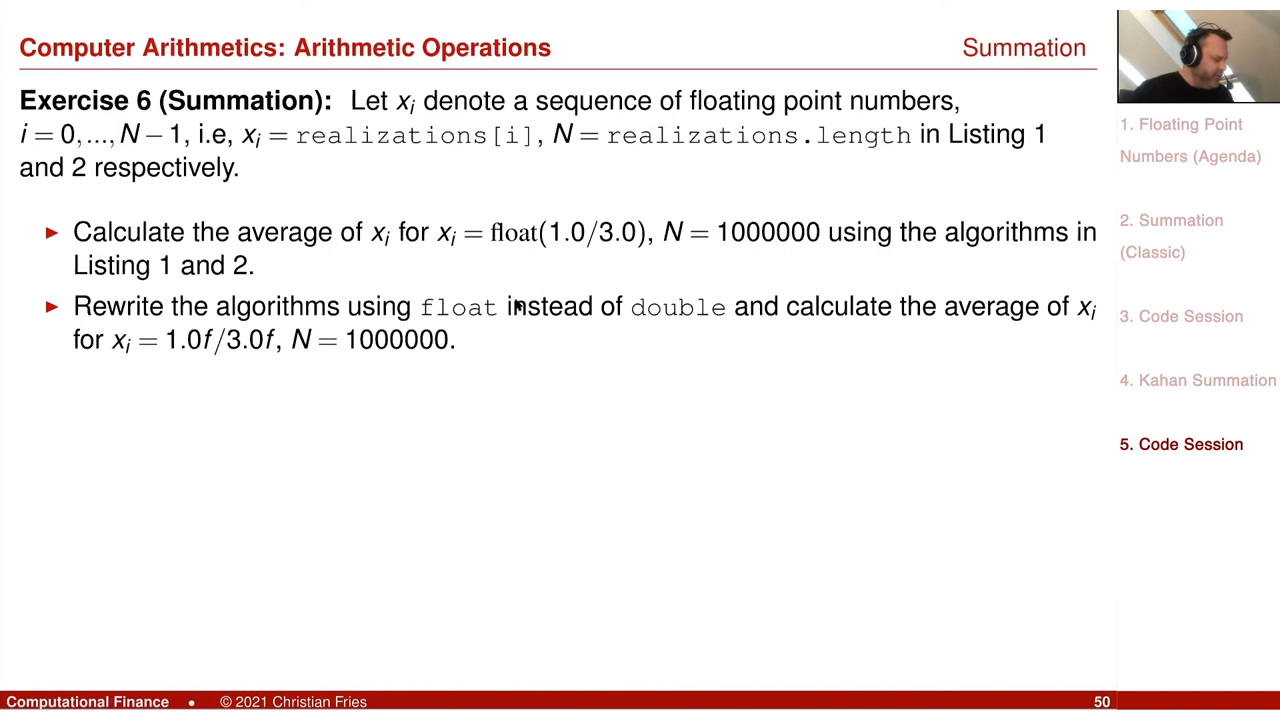 Computer Arithmetics: Arithmetic Operations
Summation
Exercise 6 (Summation): Let xᵢ denote a sequence of floating point numbers,
i = 0, ..., N − 1, i.e, xᵢ = realizations[i], N = realizations.length in Listing 1
and 2 respectively.
▶ Calculate the average of xᵢ for xᵢ = float(1.0/3.0), N = 1000000 using the algorithms in
Listing 1 and 2.
▶ Rewrite the algorithms using float instead of double and calculate the average of xᵢ
for xᵢ = 1.0f/3.0f, N = 1000000.
1. Floating Point
Numbers (Agenda)
2. Summation
(Classic)
3. Code Session
4. Kahan Summation
5. Code Session
Computational Finance • © 2021 Christian Fries
50